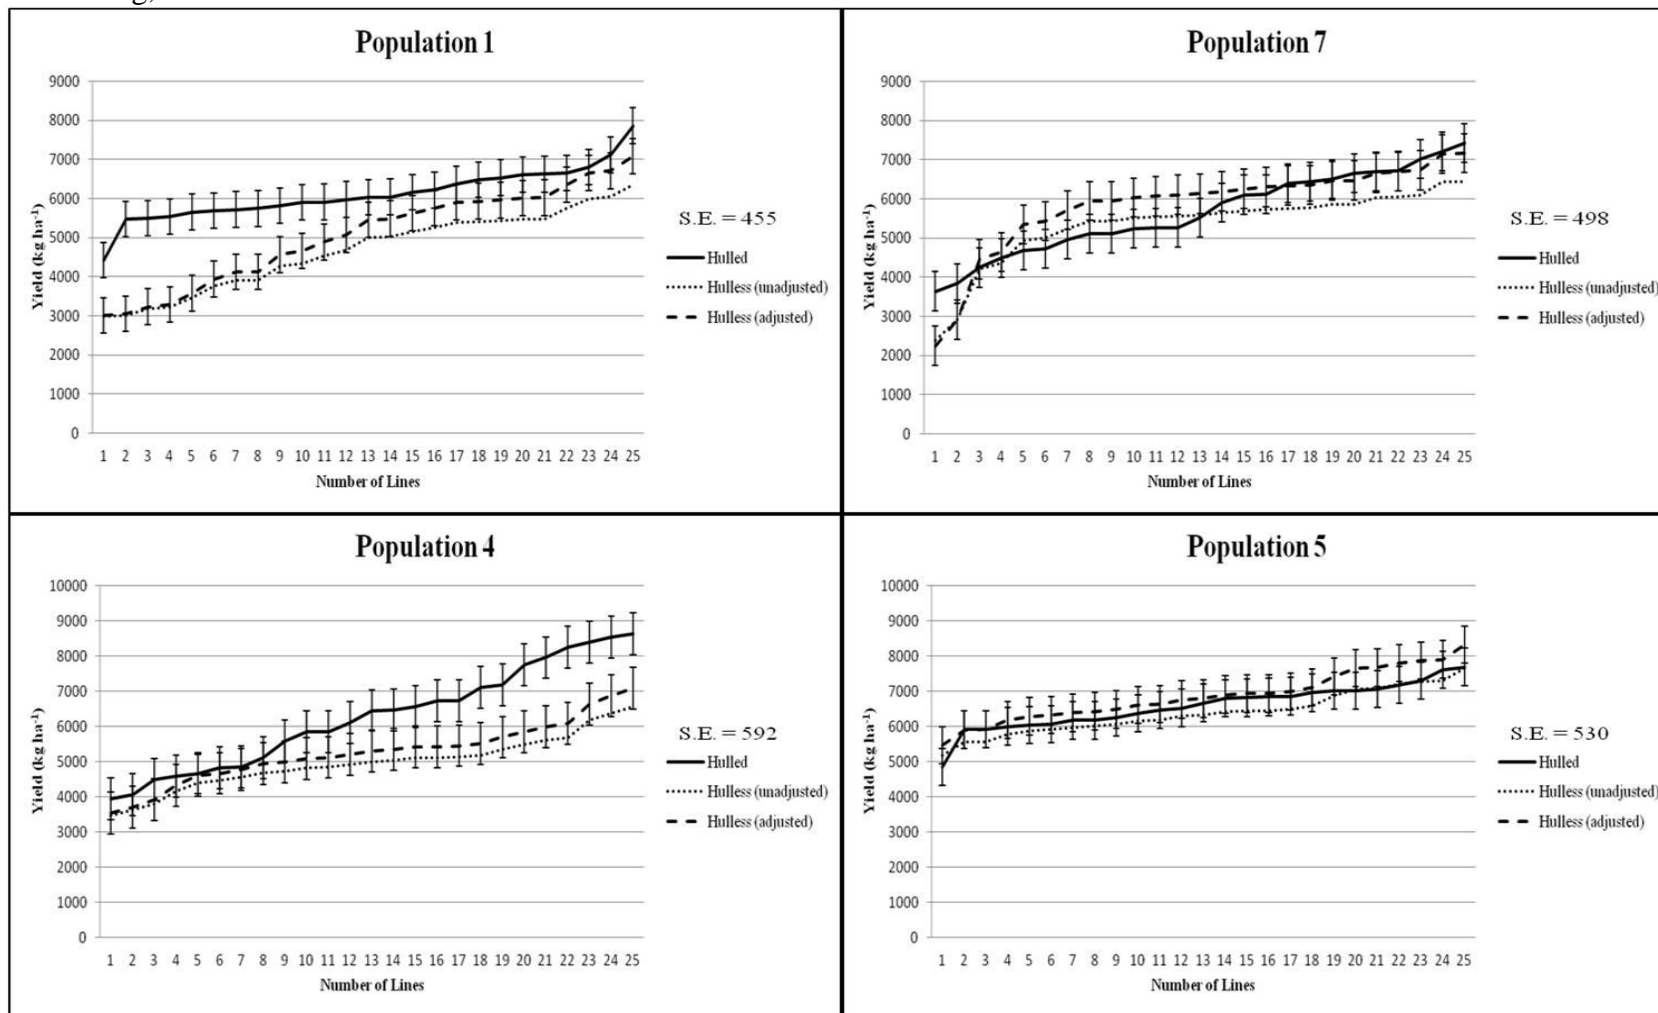 Population 1
9000
8000
7000
6000
5000
4000
3000
2000
1000
0
Yield (kg ha⁻¹)
1 2 3 4 5 6 7 8 9 10 11 12 13 14 15 16 17 18 19 20 21 22 23 24 25
Number of Lines
S.E. = 455
Hulled
Hulless (unadjusted)
Hulless (adjusted)
Population 7
9000
8000
7000
6000
5000
4000
3000
2000
1000
0
Yield (kg ha⁻¹)
1 2 3 4 5 6 7 8 9 10 11 12 13 14 15 16 17 18 19 20 21 22 23 24 25
Number of Lines
S.E. = 498
Hulled
Hulless (unadjusted)
Hulless (adjusted)
Population 4
10000
9000
8000
7000
6000
5000
4000
3000
2000
1000
0
Yield (kg ha⁻¹)
1 2 3 4 5 6 7 8 9 10 11 12 13 14 15 16 17 18 19 20 21 22 23 24 25
Number of Lines
S.E. = 592
Hulled
Hulless (unadjusted)
Hulless (adjusted)
Population 5
10000
9000
8000
7000
6000
5000
4000
3000
2000
1000
0
Yield (kg ha⁻¹)
1 2 3 4 5 6 7 8 9 10 11 12 13 14 15 16 17 18 19 20 21 22 23 24 25
Number of Lines
S.E. = 530
Hulled
Hulless (unadjusted)
Hulless (adjusted)